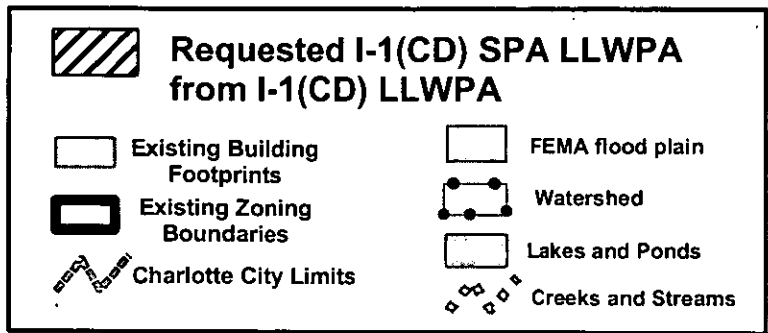 Requested I-1(CD) SPA LLWPA
from I-1(CD) LLWPA
Existing Building
Footprints
Existing Zoning
Boundaries
Charlotte City Limits
FEMA flood plain
Watershed
Lakes and Ponds
Creeks and Streams